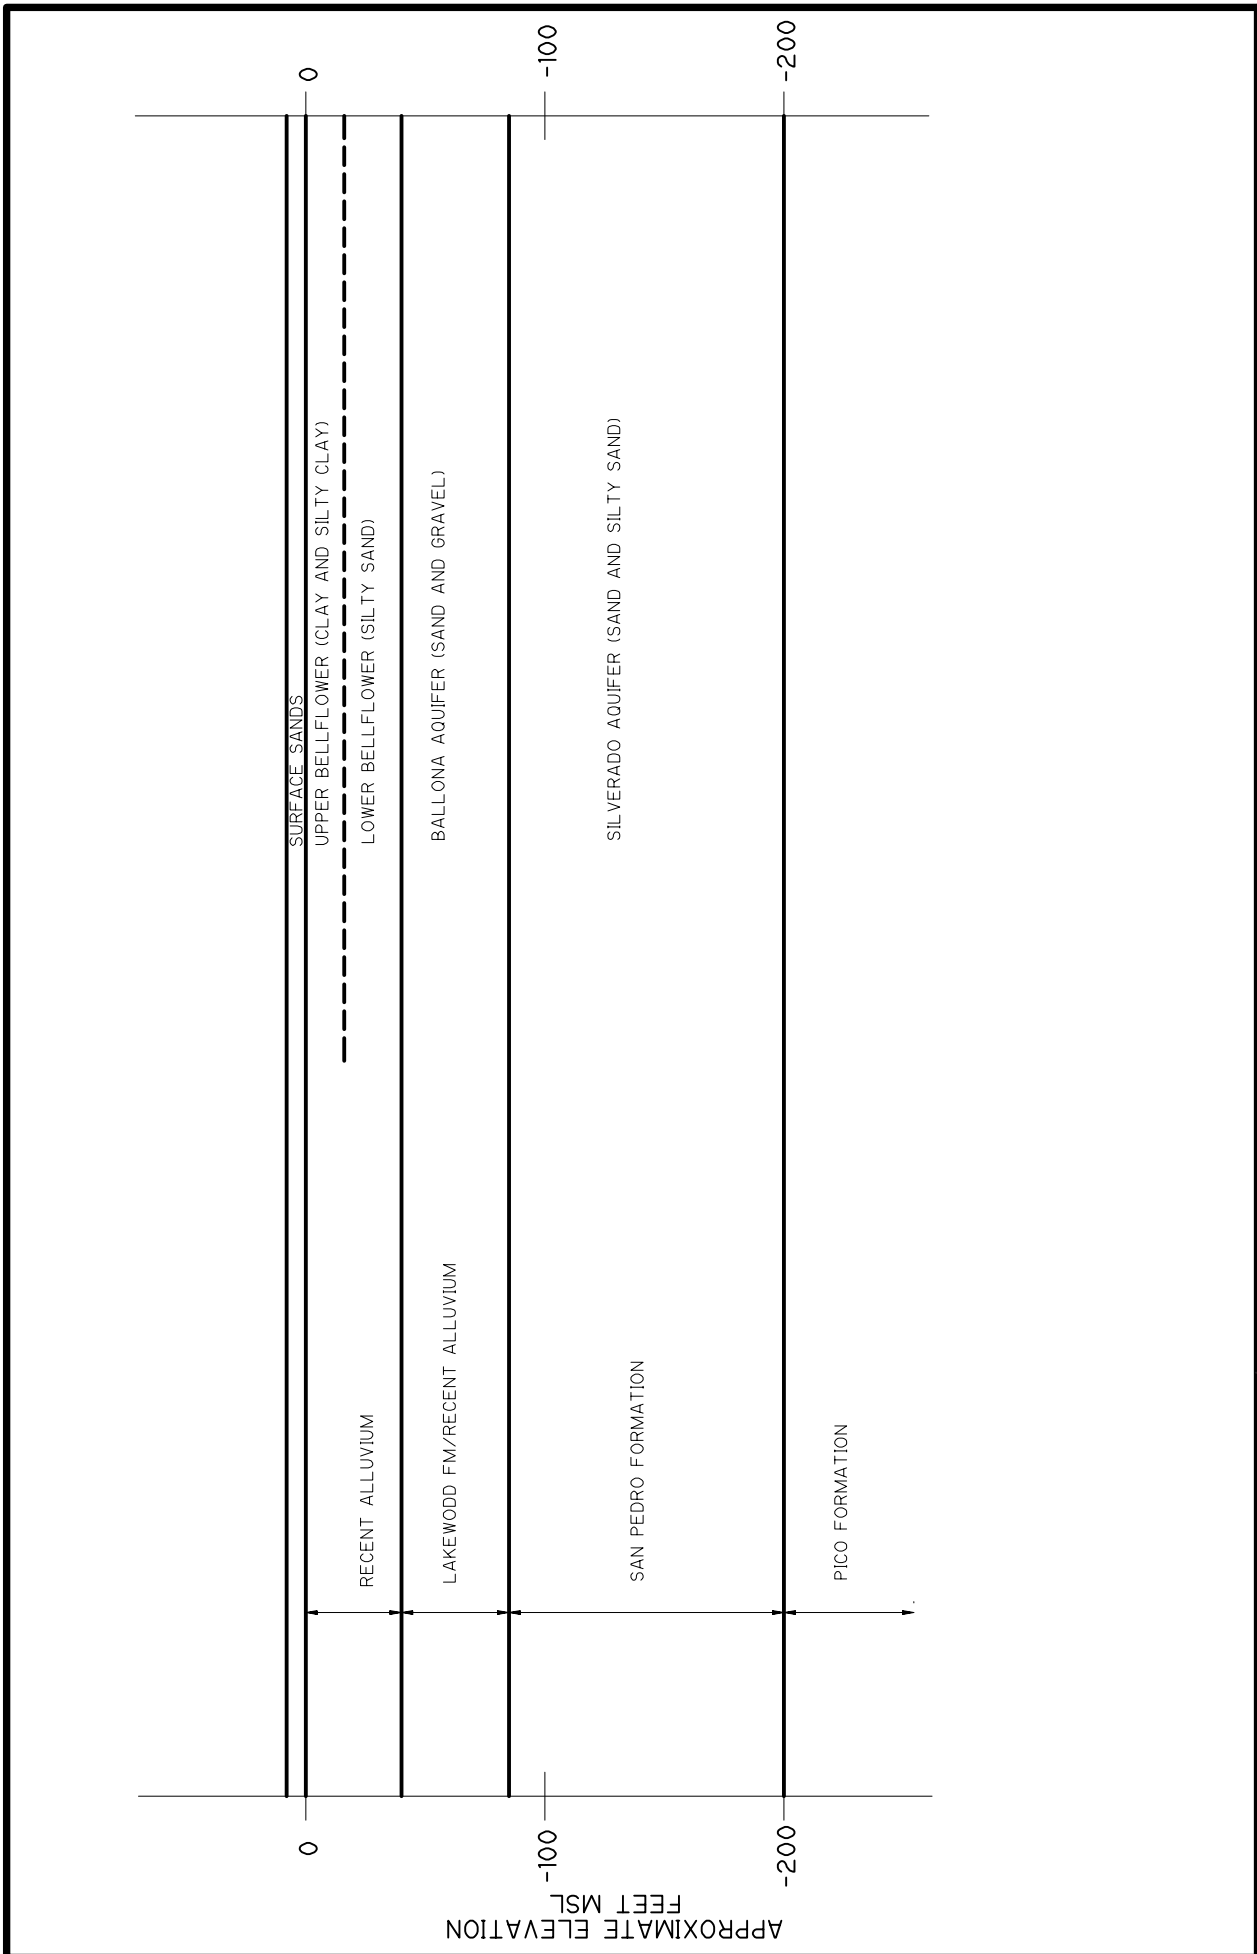 APPROXIMATE ELEVATION
FEET MSL
0
-100
-200
0
-100
-200
SURFACE SANDS
UPPER BELLFLOWER (CLAY AND SILTY CLAY)
LOWER BELLFLOWER (SILTY SAND)
RECENT ALLUVIUM
BALLONA AQUIFER (SAND AND GRAVEL)
LAKEWODD FM/RECENT ALLUVIUM
SILVERADO AQUIFER (SAND AND SILTY SAND)
SAN PEDRO FORMATION
PICO FORMATION